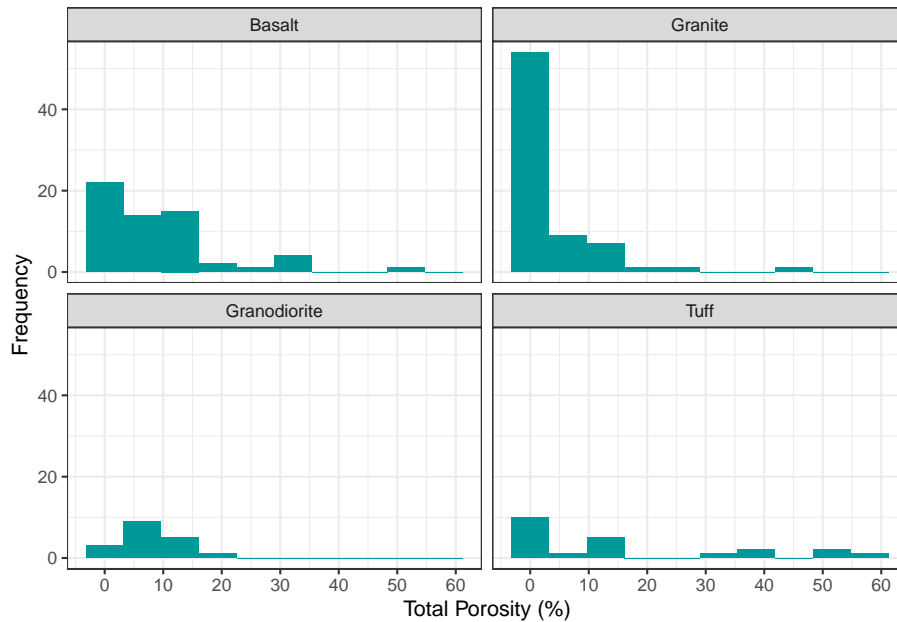 Basalt
Granite
40
20
0
Granodiorite
Tuff
40
20
0
0 10 20 30 40 50 60
0 10 20 30 40 50 60
Total Porosity (%)
Frequency